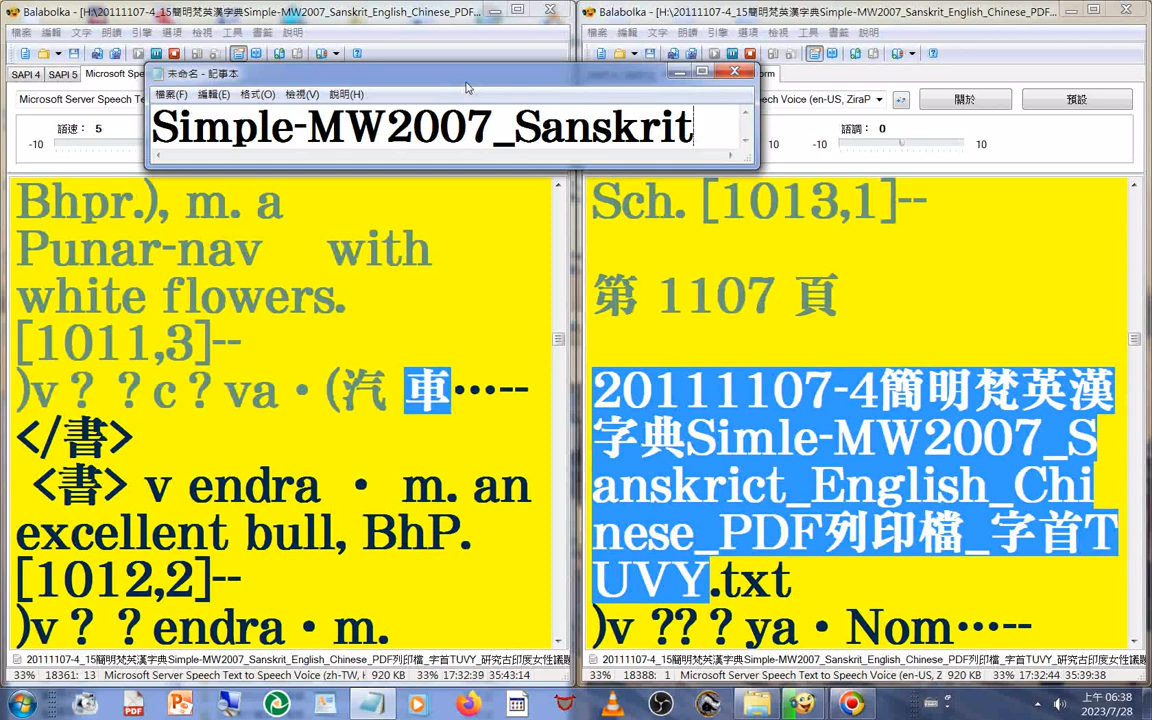 Balabolka - [H:\20111107-4_15簡明梵英漢字典Simple-MW2007_Sanskrit_English_Chinese_PDF...
Balabolka - [H:\20111107-4_15簡明梵英漢字典Simple-MW2007_Sanskrit_English_Chinese_PDF...
檔案 編輯 文字 朗讀 引擎 選項 檢視 工具 書籤 說明
檔案 編輯 文字 朗讀 引擎 選項 檢視 工具 書籤 說明
SAPI 4 SAPI 5 Microsoft Sp
未命名 - 記事本
檔案(F) 編輯(E) 格式(O) 檢視(V) 說明(H)
Simple-MW2007_Sanskrit
Microsoft Server Speech Text
語速： 5
-10
ech Voice (en-US, ZiraP
關於
預設
語調： 0
-10
10
Bhpr.), m. a
Punar-nav with
white flowers.
[1011,3]--
)v？？c？va·(汽 車…--
</書>
<書> v endra · m. an
excellent bull, BhP.
[1012,2]--
)v？？endra·m.
Sch. [1013,1]--
第 1107 頁
20111107-4簡明梵英漢
字典Simle-MW2007_S
anskrict_English_Chi
nese_PDF列印檔_字首T
UVY.txt
)v ??？ya·Nom…--
20111107-4_15簡明梵英漢字典Simple-MW2007_Sanskrit_English_Chinese_PDF列印檔_字首TUVY_研究古印度女性議題
20111107-4_15簡明梵英漢字典Simple-MW2007_Sanskrit_English_Chinese_PDF列印檔_字首TUVY_研究古印度女性議題
33% 18361: 13 Microsoft Server Speech Text to Speech Voice (zh-TW, H 920 KB 17:32:39 35:43:14
33% 18388: 1 Microsoft Server Speech Text to Speech Voice (en-US, Z 920 KB 17:32:44 35:39:38
上午 06:38
2023/7/28